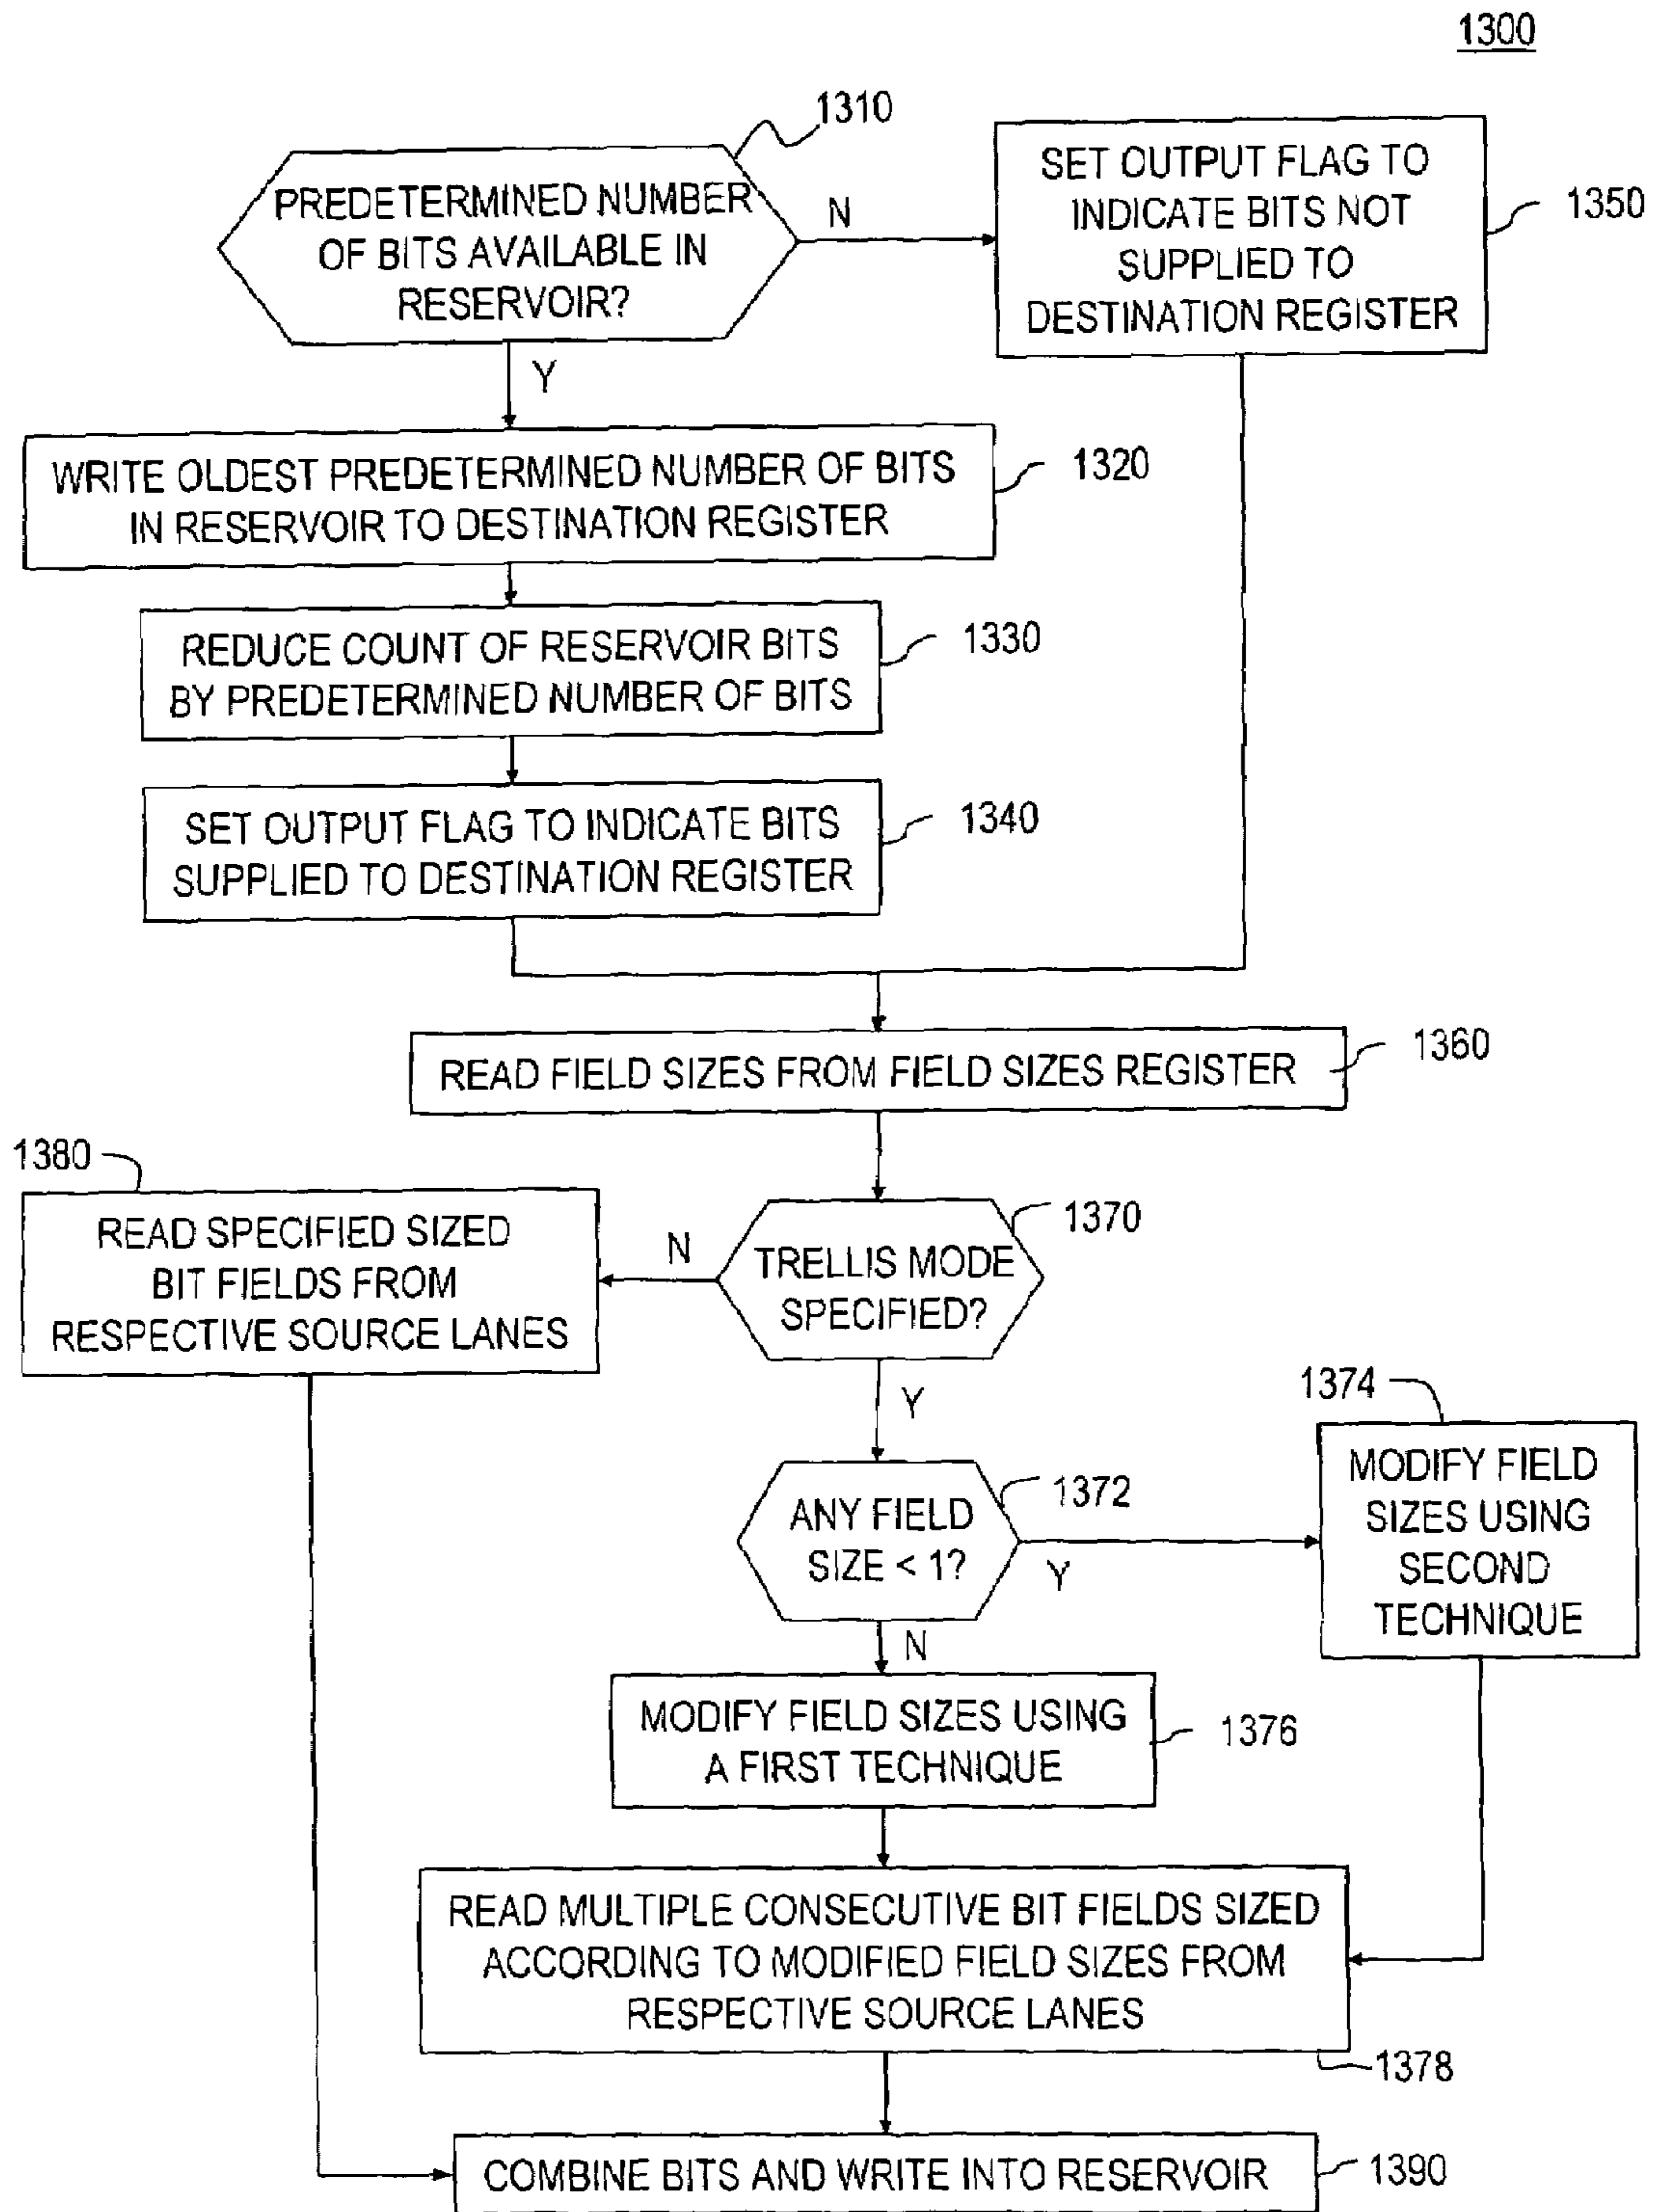 1300
1310
PREDETERMINED NUMBER
OF BITS AVAILABLE IN
RESERVOIR?
N
SET OUTPUT FLAG TO
INDICATE BITS NOT
SUPPLIED TO
DESTINATION REGISTER
1350
Y
WRITE OLDEST PREDETERMINED NUMBER OF BITS
IN RESERVOIR TO DESTINATION REGISTER
1320
REDUCE COUNT OF RESERVOIR BITS
BY PREDETERMINED NUMBER OF BITS
1330
SET OUTPUT FLAG TO INDICATE BITS
SUPPLIED TO DESTINATION REGISTER
1340
READ FIELD SIZES FROM FIELD SIZES REGISTER
1360
1380
READ SPECIFIED SIZED
BIT FIELDS FROM
RESPECTIVE SOURCE LANES
N
TRELLIS MODE
SPECIFIED?
1370
Y
1374
ANY FIELD
SIZE < 1?
1372
Y
MODIFY FIELD
SIZES USING
SECOND
TECHNIQUE
N
MODIFY FIELD SIZES USING
A FIRST TECHNIQUE
1376
READ MULTIPLE CONSECUTIVE BIT FIELDS SIZED
ACCORDING TO MODIFIED FIELD SIZES FROM
RESPECTIVE SOURCE LANES
1378
COMBINE BITS AND WRITE INTO RESERVOIR
1390